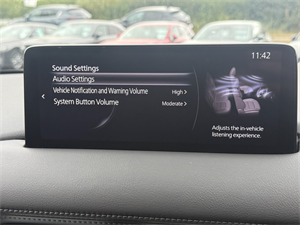 11:42
Sound Settings
Audio Settings
Vehicle Notification and Warning Volume High >
System Button Volume Moderate >
Adjusts the in-vehicle
listening experience.